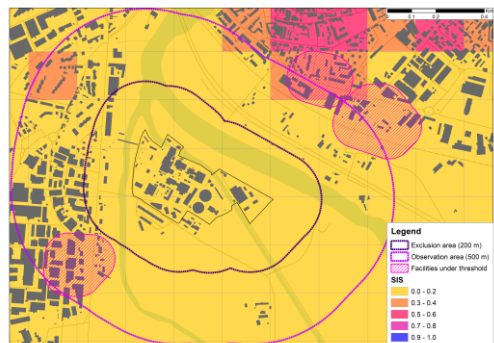 0 0.1 0.2 0.4
Legend
Exclusion area (200 m)
Observation area (500 m)
Facilities under threshold
SIS
0.0 - 0.2
0.3 - 0.4
0.5 - 0.6
0.7 - 0.8
0.9 - 1.0